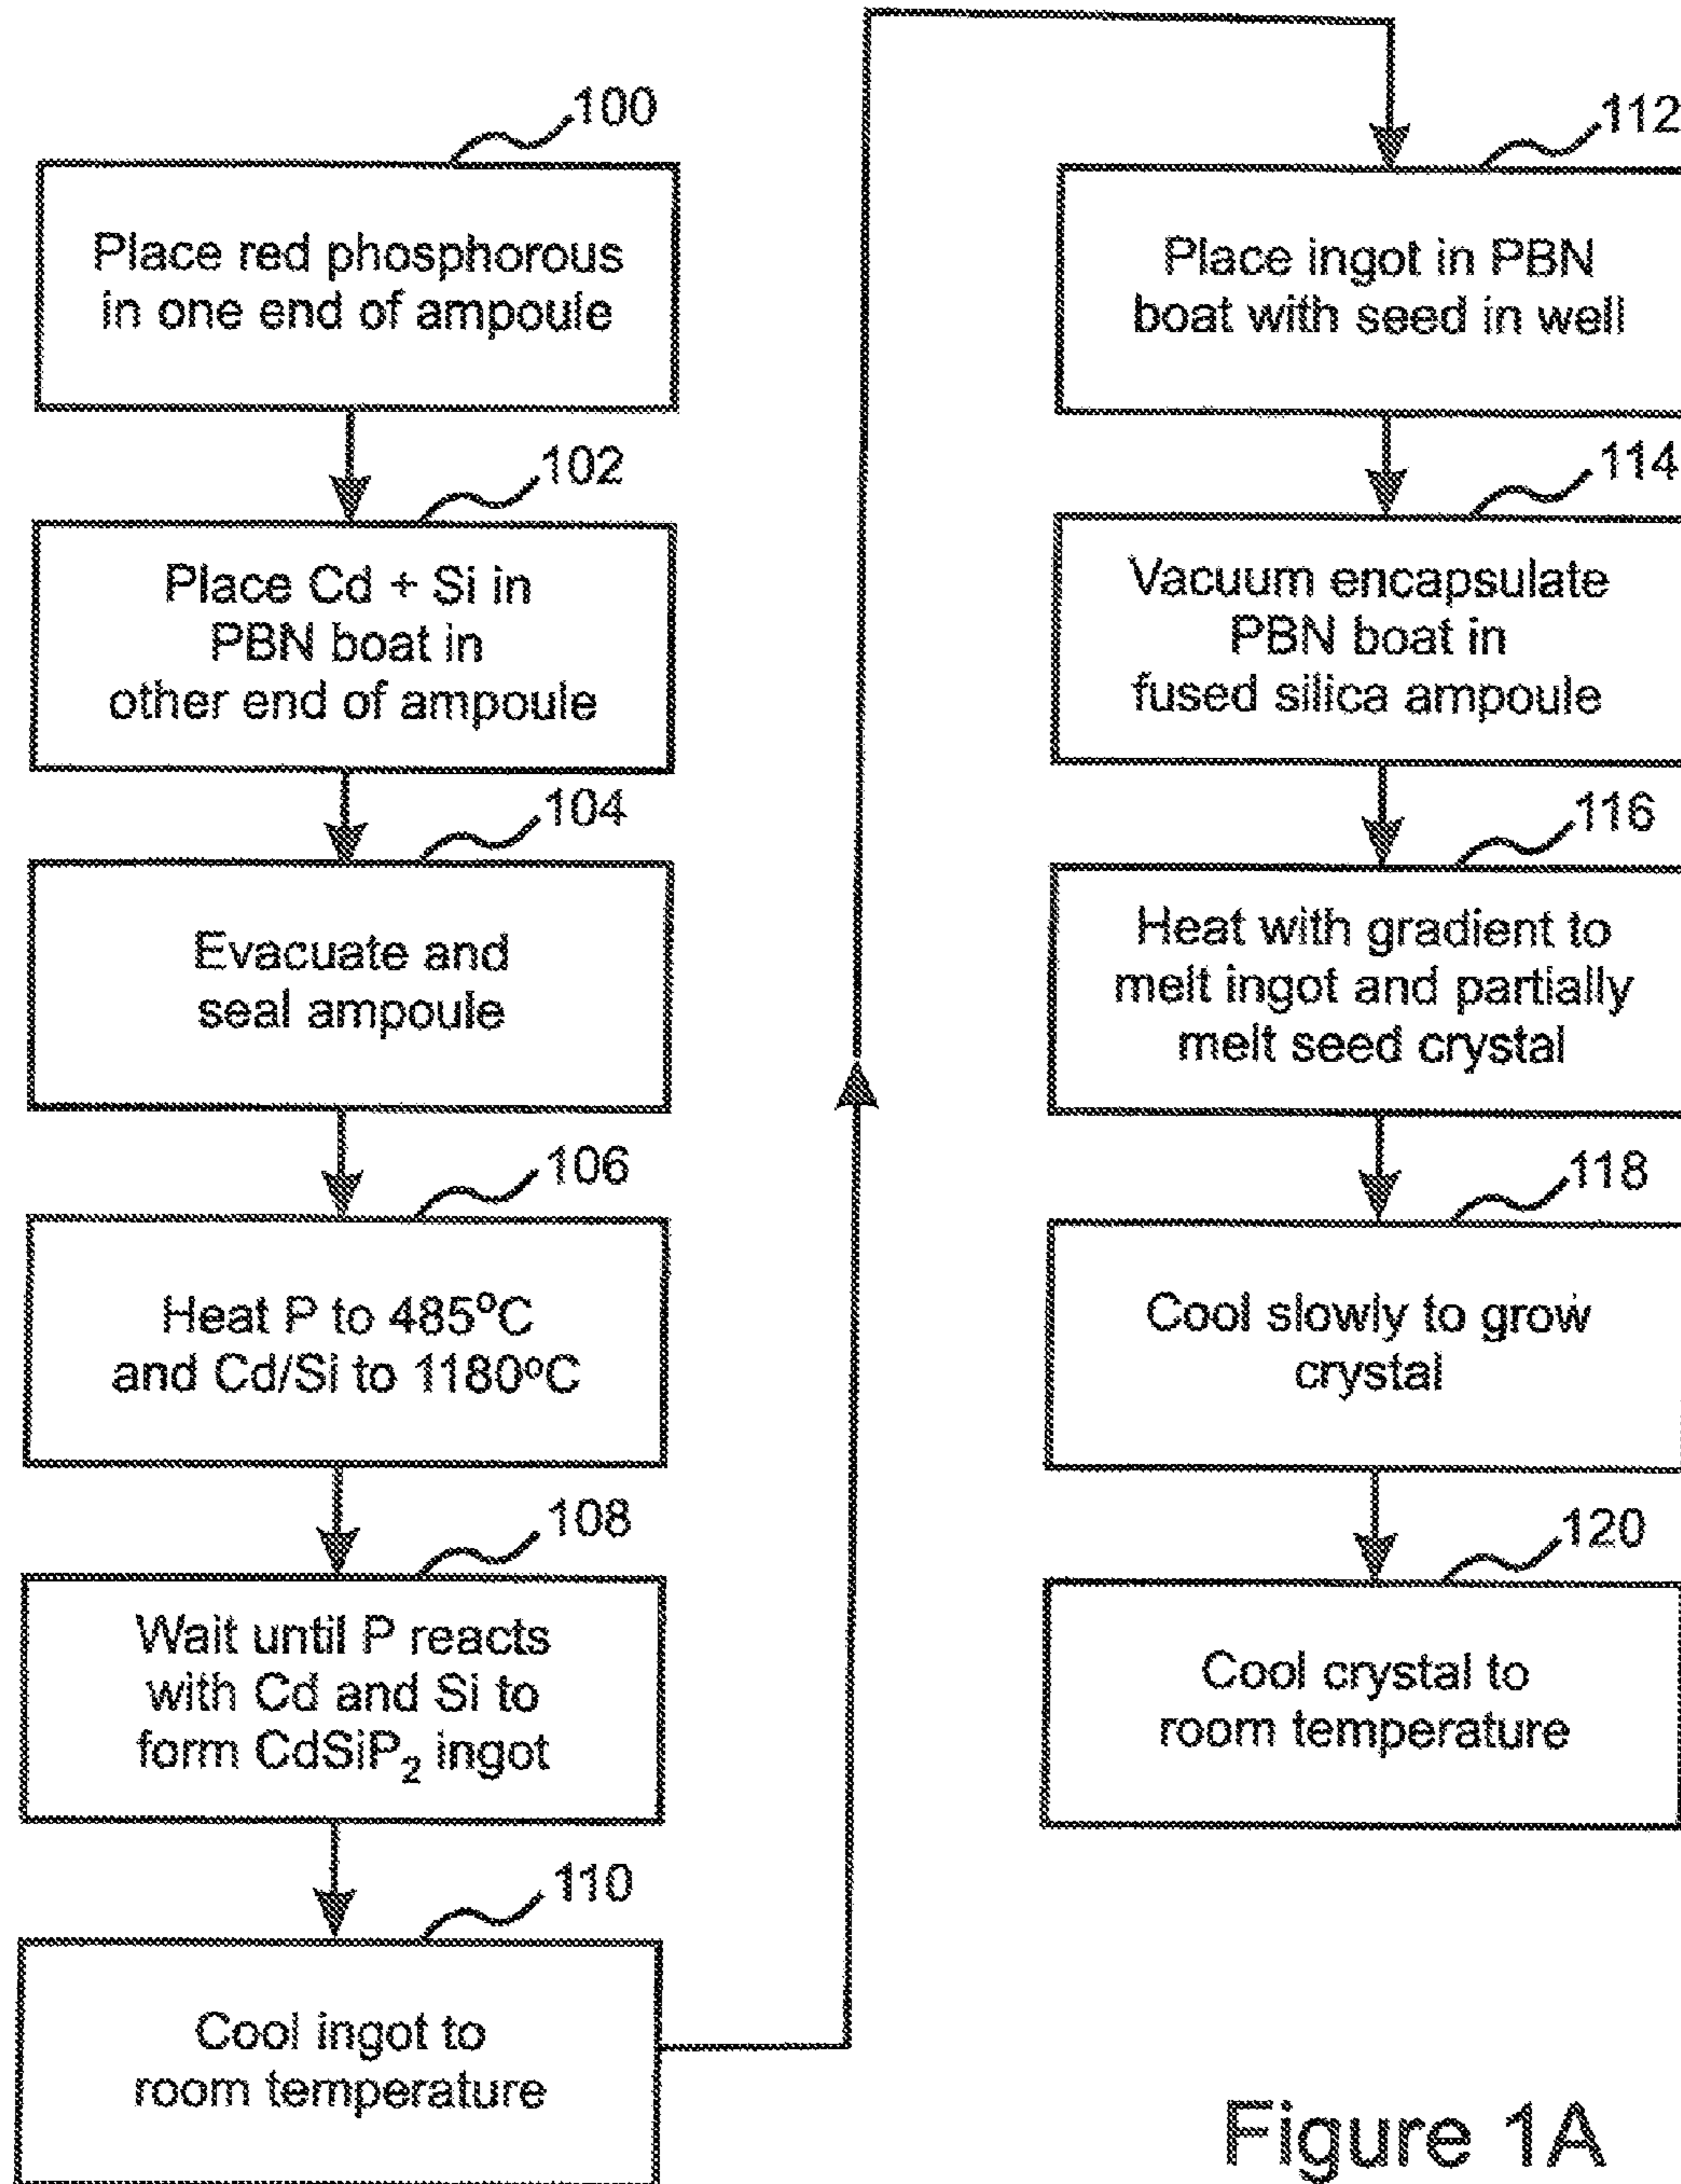 100
Place red phosphorous
in one end of ampoule
102
Place Cd + Si in
PBN boat in
other end of ampoule
104
Evacuate and
seal ampoule
106
Heat P to 485ºC
and Cd/Si to 1180ºC
108
Wait until P reacts
with Cd and Si to
form CdSiP₂ ingot
110
Cool ingot to
room temperature
112
Place ingot in PBN
boat with seed in well
114
Vacuum encapsulate
PBN boat in
fused silica ampoule
116
Heat with gradient to
melt ingot and partially
melt seed crystal
118
Cool slowly to grow
crystal
120
Cool crystal to
room temperature
Figure 1A